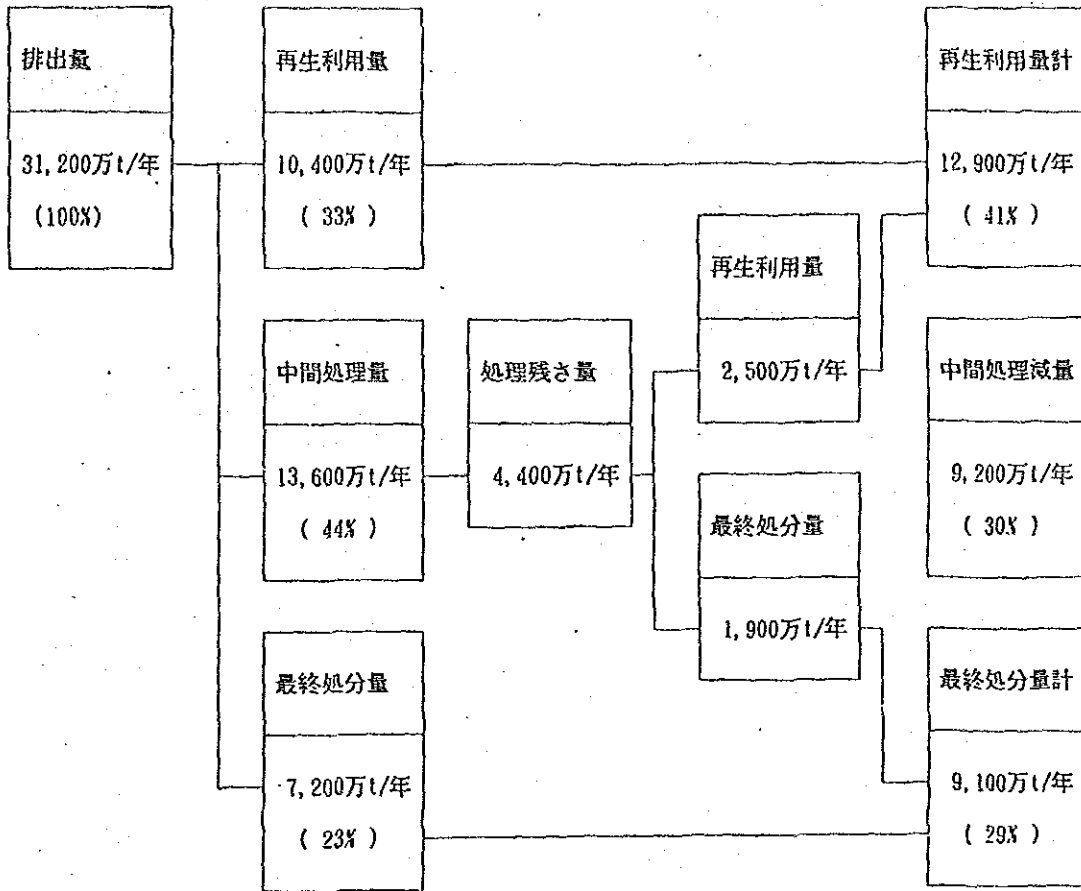 排出量
31,200万t/年
(100%)
再生利用量
10,400万t/年
( 33% )
中間処理量
13,600万t/年
( 44% )
最終処分量
7,200万t/年
( 23% )
処理残さ量
4,400万t/年
再生利用量
2,500万t/年
最終処分量
1,900万t/年
再生利用量計
12,900万t/年
( 41% )
中間処理減量
9,200万t/年
( 30% )
最終処分量計
9,100万t/年
( 29% )